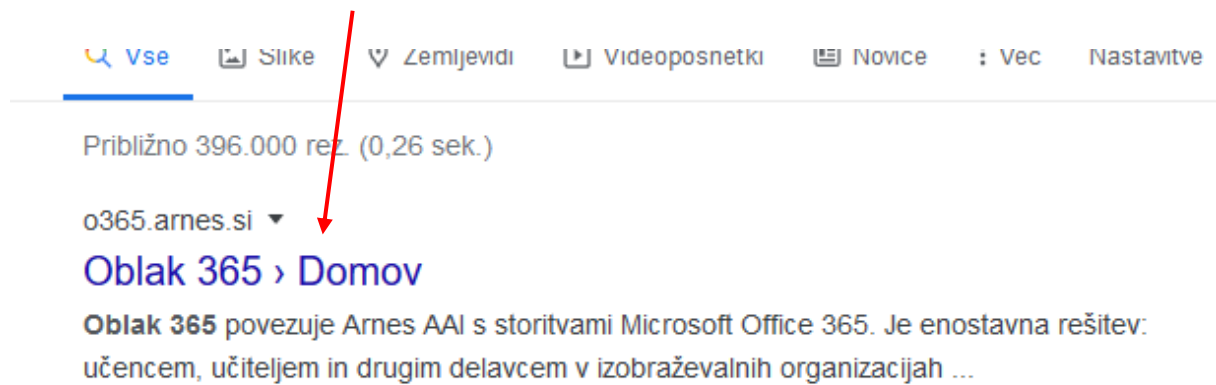 Vse Slike Zemljevidi Videoposnetki Novice Več Nastavitve
Približno 396.000 rez. (0,26 sek.)
o365.arnes.si
Oblak 365 › Domov
Oblak 365 povezuje Arnes AAI s storitvami Microsoft Office 365. Je enostavna rešitev:
učencem, učiteljem in drugim delavcem v izobraževalnih organizacijah ...